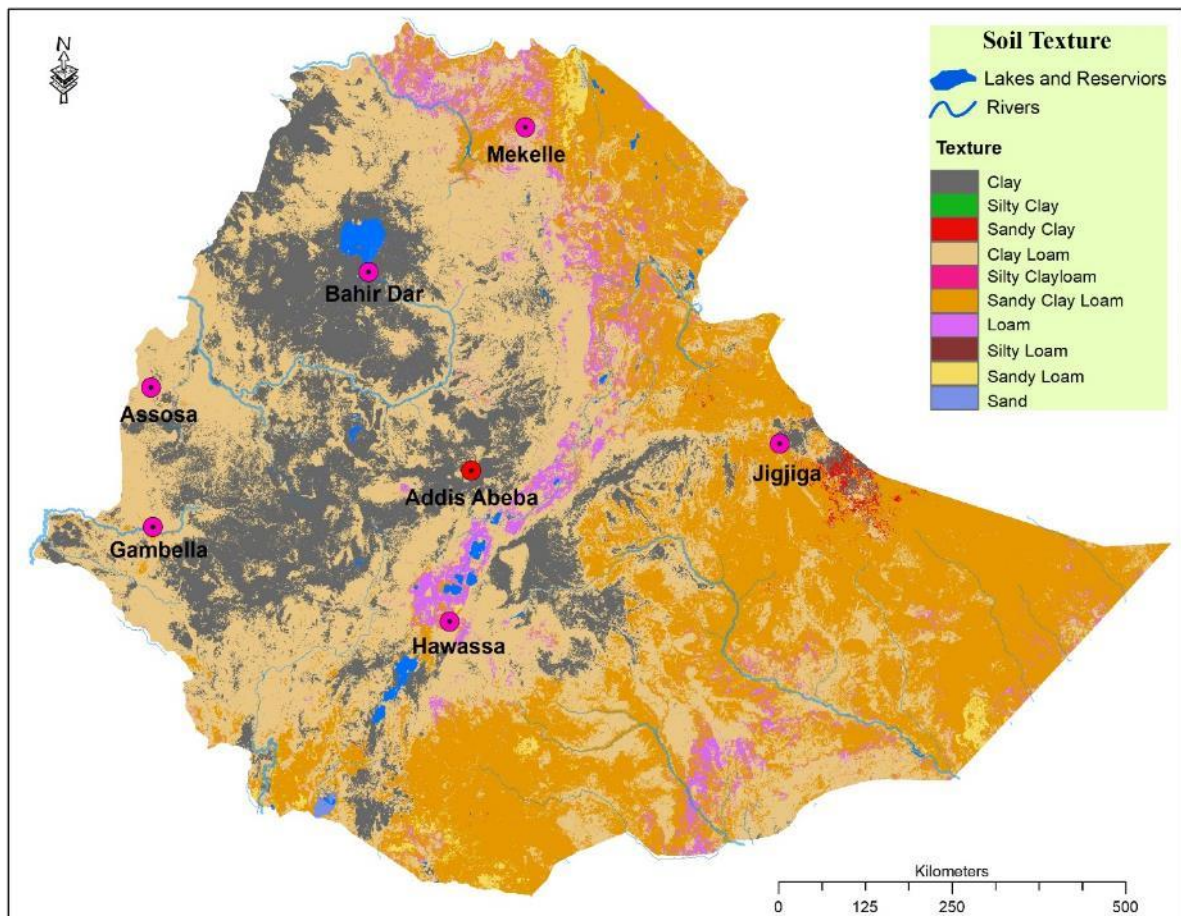 N
Mekelle
Bahir Dar
Assosa
Addis Abeba
Jigjiga
Gambella
Hawassa
Soil Texture
Lakes and Reserviors
Rivers
Texture
Clay
Silty Clay
Sandy Clay
Clay Loam
Silty Clayloam
Sandy Clay Loam
Loam
Silty Loam
Sandy Loam
Sand
Kilometers
0 125 250 500